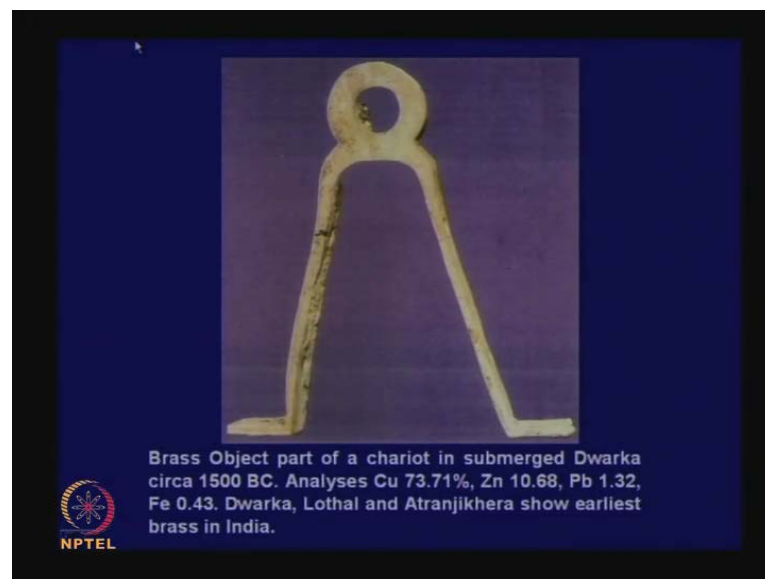 Brass Object part of a chariot in submerged Dwarka
circa 1500 BC. Analyses Cu 73.71%, Zn 10.68, Pb 1.32,
Fe 0.43. Dwarka, Lothal and Atranjikhera show earliest
brass in India.
NPTEL